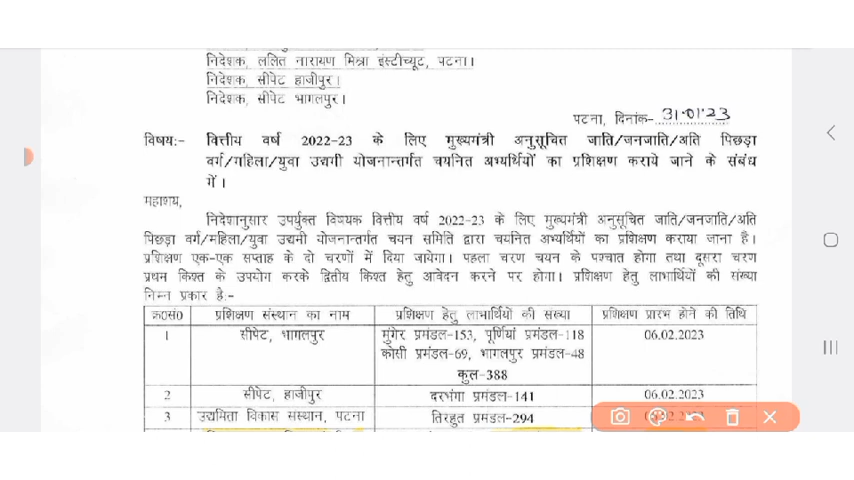 निदेशक, ललित नारायण मिश्रा इंस्टीच्यूट, पटना।
निदेशक, सीपेट हाजीपुर।
निदेशक, सीपेट भागलपुर।
पटना, दिनांक- 31.01.23
विषय:- वित्तीय वर्ष 2022-23 के लिए मुख्यमंत्री अनुसूचित जाति/जनजाति/अति पिछड़ा
वर्ग/महिला/युवा उद्यमी योजनान्तर्गत चयनित अभ्यर्थियों का प्रशिक्षण कराये जाने के संबंध
में।
महाशय,
निदेशानुसार उपर्युक्त विषयक वित्तीय वर्ष 2022-23 के लिए मुख्यमंत्री अनुसूचित जाति/जनजाति/अति
पिछड़ा वर्ग/महिला/युवा उद्यमी योजनान्तर्गत चयन समिति द्वारा चयनित अभ्यर्थियों का प्रशिक्षण कराया जाना है।
प्रशिक्षण एक-एक सप्ताह के दो चरणों में दिया जायेगा। पहला चरण चयन के पश्चात होगा तथा दूसरा चरण
प्रथम किश्त के उपयोग करके द्वितीय किश्त हेतु आवेदन करने पर होगा। प्रशिक्षण हेतु लाभार्थियों की संख्या
निम्न प्रकार है:-
क्र०सं० प्रशिक्षण संस्थान का नाम प्रशिक्षण हेतु लाभार्थियों की संख्या प्रशिक्षण प्रारंभ होने की तिथि
1 सीपेट, भागलपुर मुंगेर प्रमंडल-153, पूर्णियां प्रमंडल-118 06.02.2023
कोसी प्रमंडल-69, भागलपुर प्रमंडल-48
कुल-388
2 सीपेट, हाजीपुर दरभंगा प्रमंडल-141 06.02.2023
3 उद्यमिता विकास संस्थान, पटना तिरहुत प्रमंडल-294